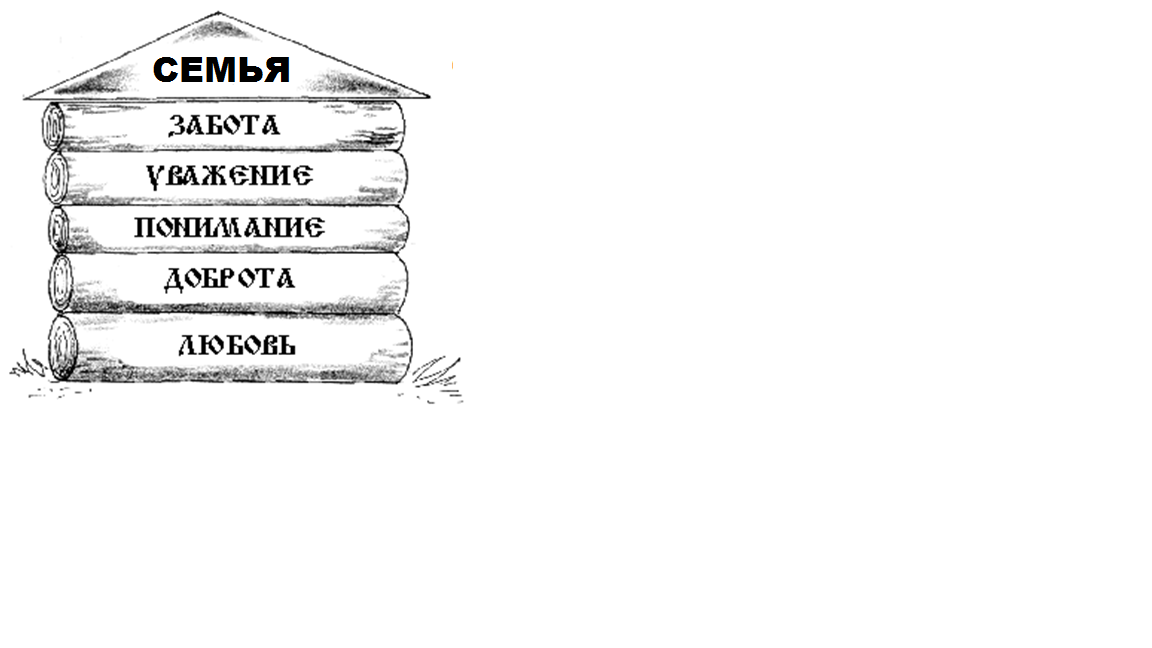 СЕМЬЯ
ЗАБОТА
УВАЖЕНИЕ
ПОНИМАНИЕ
ДОБРОТА
ЛЮБОВЬ